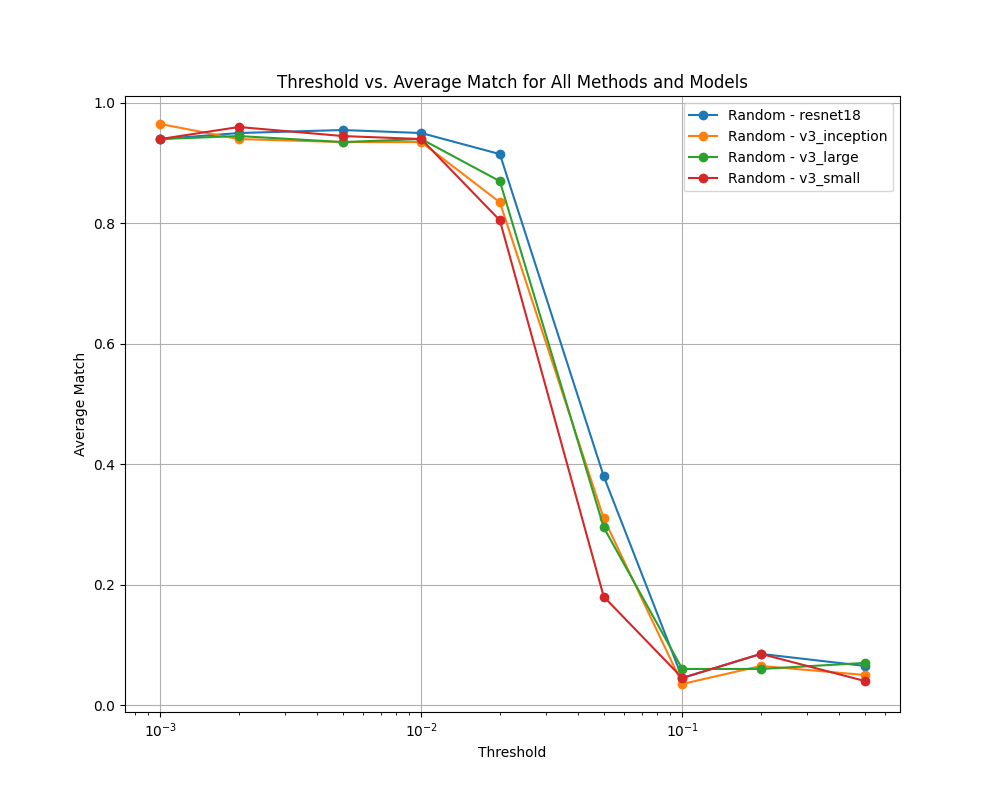 Threshold vs. Average Match for All Methods and Models
Random - resnet18
Random - v3_inception
Random - v3_large
Random - v3_small
Average Match
1.0
0.8
0.6
0.4
0.2
0.0
10⁻³
10⁻²
10⁻¹
Threshold